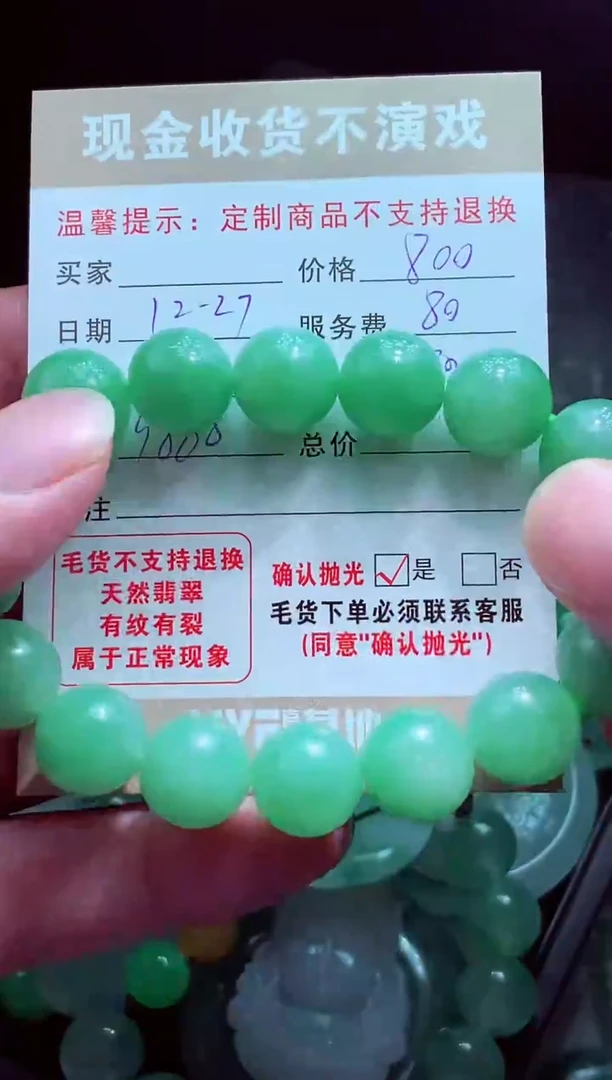 现金收货不演戏
温馨提示：定制商品不支持退换
买家 价格 800
日期 12-27 服务费 80
总价
注
毛货不支持退换
天然翡翠
有纹有裂
属于正常现象
确认抛光 ☑是 □否
毛货下单必须联系客服
(同意"确认抛光")